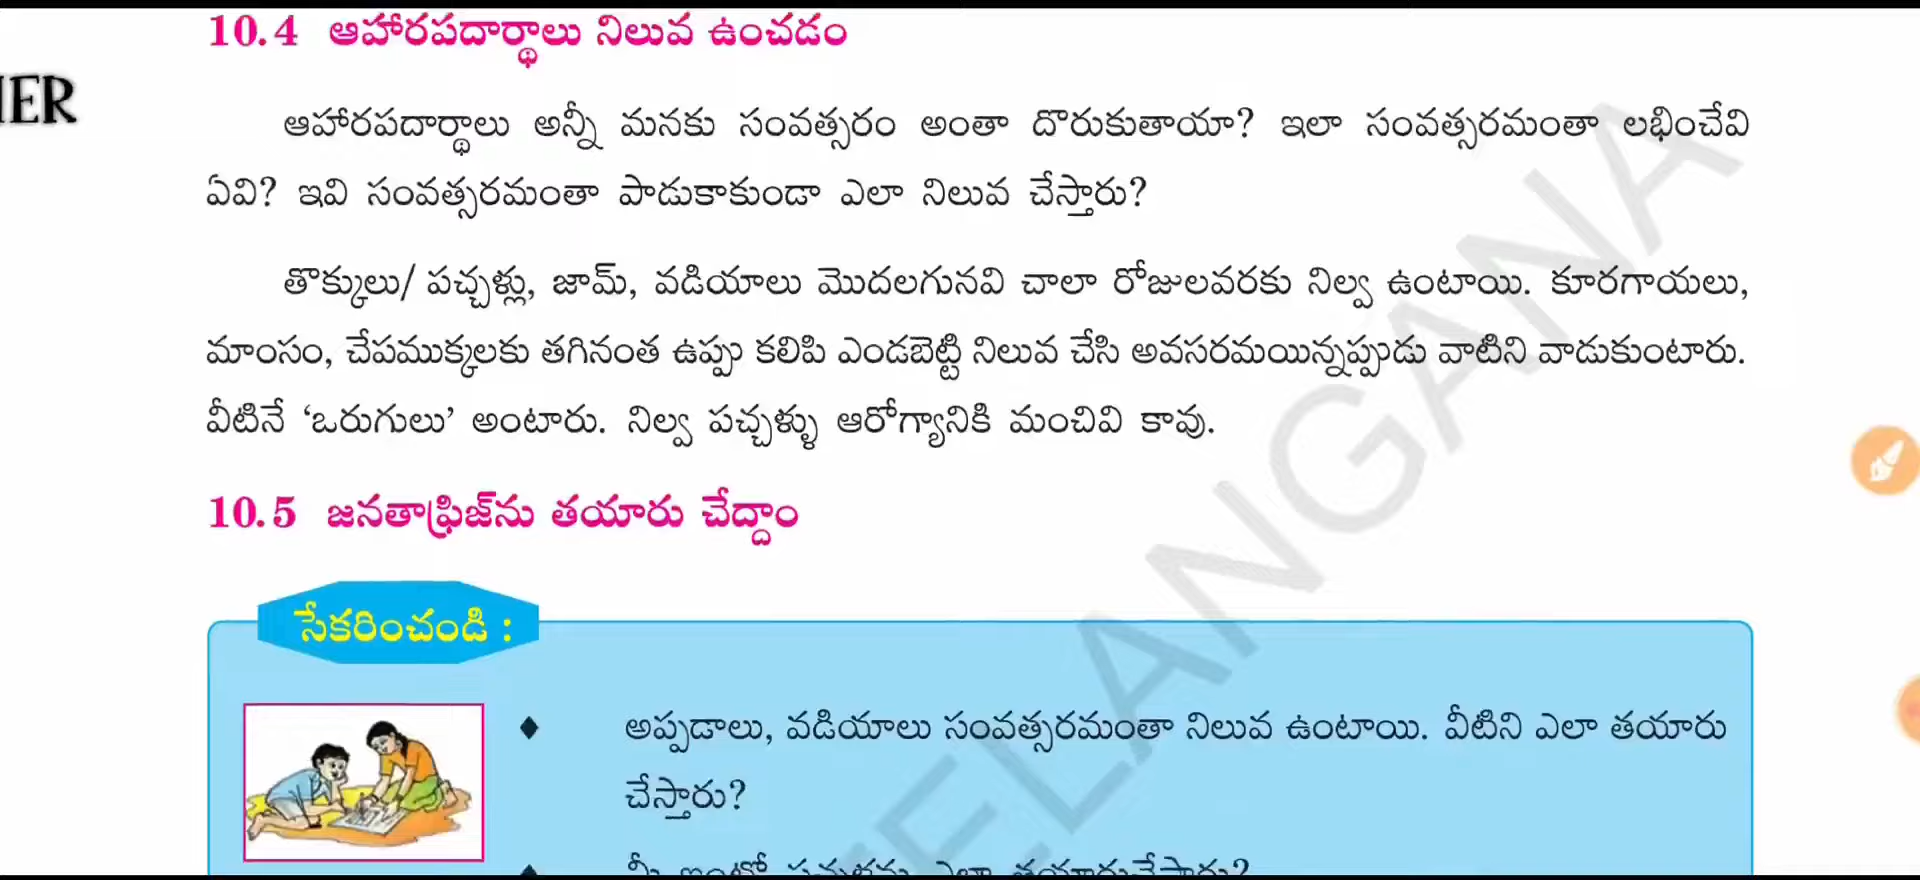 10.4 ఆహారపదార్థాలు నిలువ ఉంచడం
IER
ఆహారపదార్థాలు అన్నీ మనకు సంవత్సరం అంతా దొరుకుతాయా? ఇలా సంవత్సరమంతా లభించేవి
ఏవి? ఇవి సంవత్సరమంతా పాడుకాకుండా ఎలా నిలువ చేస్తారు?
తొక్కులు/ పచ్చళ్లు, జామ్, వడియాలు మొదలగునవి చాలా రోజులవరకు నిల్వ ఉంటాయి. కూరగాయలు,
మాంసం, చేపముక్కలకు తగినంత ఉప్పు కలిపి ఎండబెట్టి నిలువ చేసి అవసరమయిన్నప్పుడు వాటిని వాడుకుంటారు.
వీటినే ‘ఒరుగులు’ అంటారు. నిల్వ పచ్చళ్ళు ఆరోగ్యానికి మంచివి కావు.
10.5 జనతాఫ్రిజ్‌ను తయారు చేద్దాం
సేకరించండి :
♦ అప్పడాలు, వడియాలు సంవత్సరమంతా నిలువ ఉంటాయి. వీటిని ఎలా తయారు
చేస్తారు?
TELANGANA